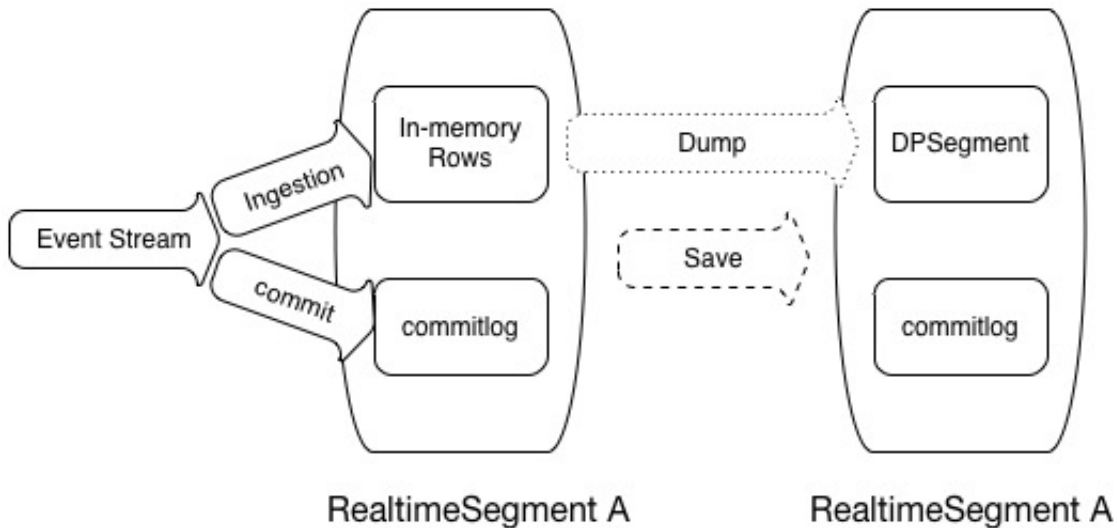 In-memory
Rows
Dump
DPSegment
Ingestion
Event Stream
Save
commit
commitlog
commitlog
RealtimeSegment A
RealtimeSegment A